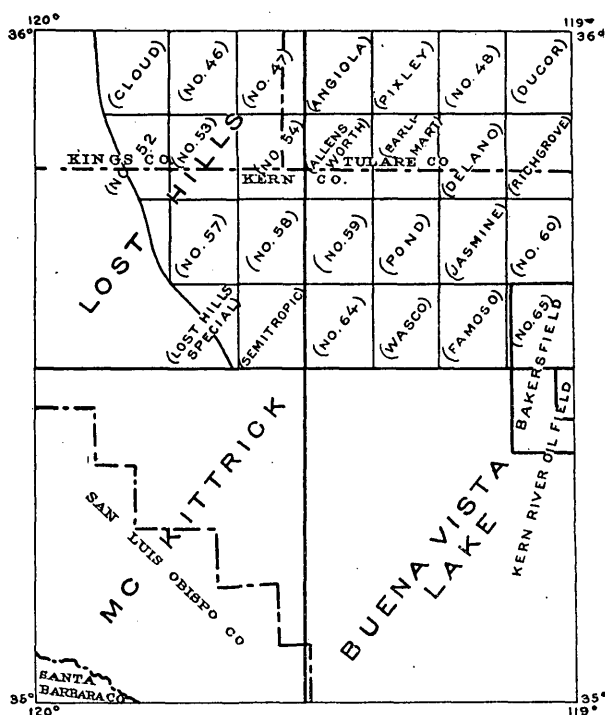 120°
119°
36°
36°
(CLOUD)
(NO. 46)
(NO. 47)
(ANGIOLA)
(PIXLEY)
(NO. 48)
(DUCOR)
(NO. 52
(NO. 53)
(NO. 54)
(ALLENS
WORTH)
(EARLI-
MART)
(DELANO)
(RICHGROVE)
KINGS CO.
TULARE CO
KERN CO.
LOST HILLS
(NO. 57)
(NO. 58)
(NO. 59)
(POND)
(JASMINE)
(NO. 60)
(LOST HILLS
SPECIAL)
(SEMITROPIC)
(NO. 64)
(WASCO)
(FAMOSO)
(NO. 65)
BAKERSFIELD
KERN RIVER OIL FIELD
MC KITTRICK
SAN LUIS OBISPO CO
BUENA VISTA
LAKE
SANTA
BARBARA CO
35°
35°
120°
119°